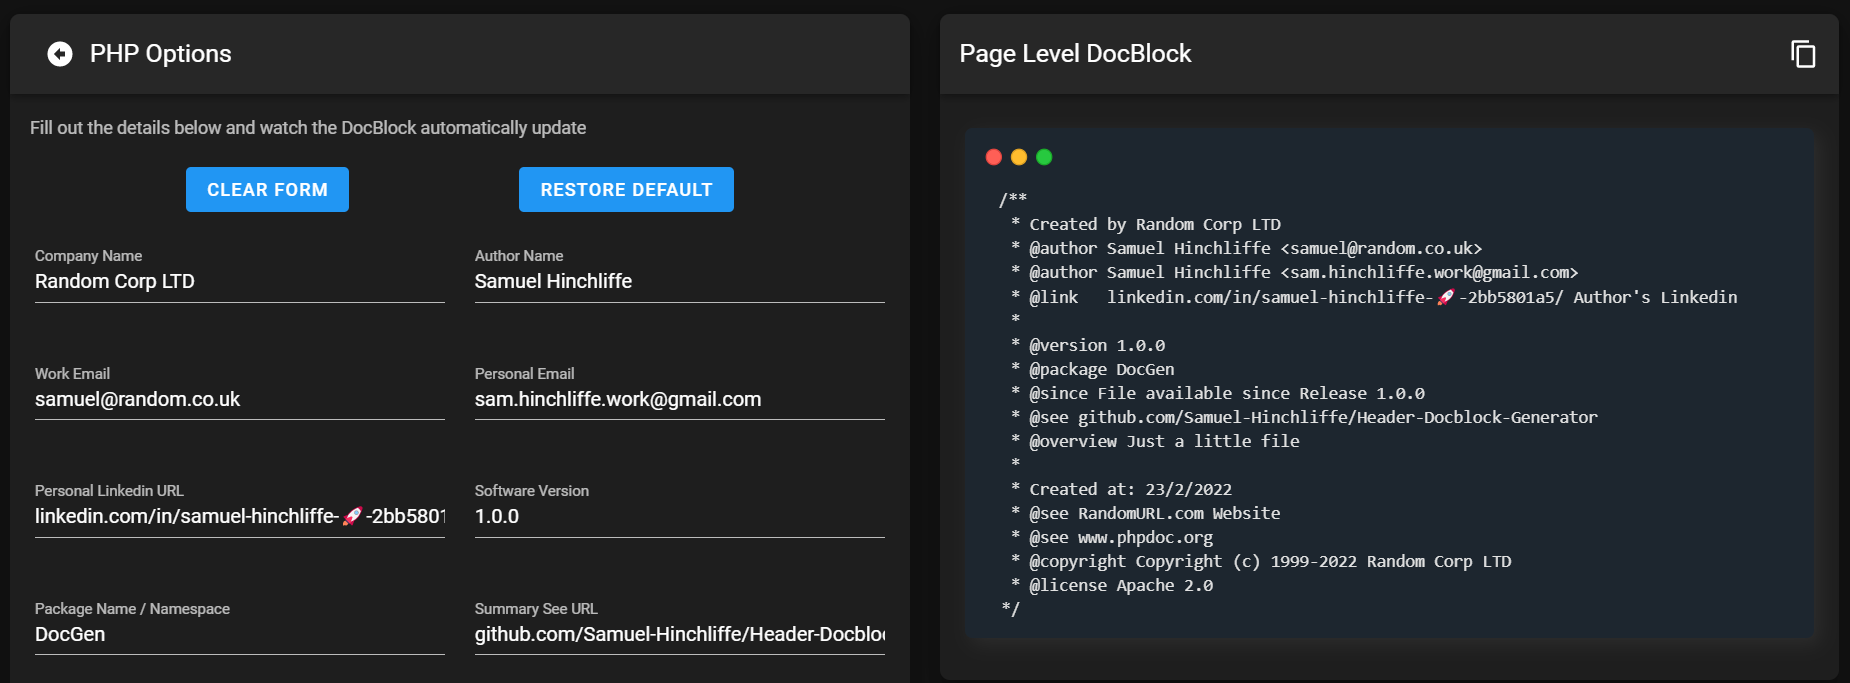 PHP Options
Fill out the details below and watch the DocBlock automatically update
CLEAR FORM
RESTORE DEFAULT
Company Name
Random Corp LTD
Author Name
Samuel Hinchliffe
Work Email
samuel@random.co.uk
Personal Email
sam.hinchliffe.work@gmail.com
Personal Linkedin URL
linkedin.com/in/samuel-hinchliffe-🚀-2bb5801
Software Version
1.0.0
Package Name / Namespace
DocGen
Summary See URL
github.com/Samuel-Hinchliffe/Header-Docblo
Page Level DocBlock
/**
* Created by Random Corp LTD
* @author Samuel Hinchliffe <samuel@random.co.uk>
* @author Samuel Hinchliffe <sam.hinchliffe.work@gmail.com>
* @link   linkedin.com/in/samuel-hinchliffe-🚀-2bb5801a5/ Author's Linkedin
*
* @version 1.0.0
* @package DocGen
* @since File available since Release 1.0.0
* @see github.com/Samuel-Hinchliffe/Header-Docblock-Generator
* @overview Just a little file
*
* Created at: 23/2/2022
* @see RandomURL.com Website
* @see www.phpdoc.org
* @copyright Copyright (c) 1999-2022 Random Corp LTD
* @license Apache 2.0
*/